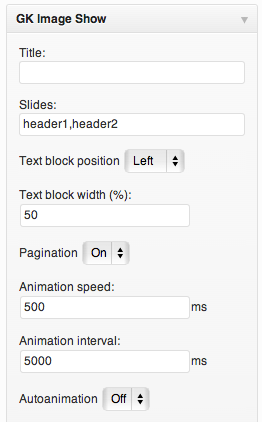 GK Image Show
Title:
Slides:
header1,header2
Text block position Left
Text block width (%):
50
Pagination On
Animation speed:
500 ms
Animation interval:
5000 ms
Autoanimation Off